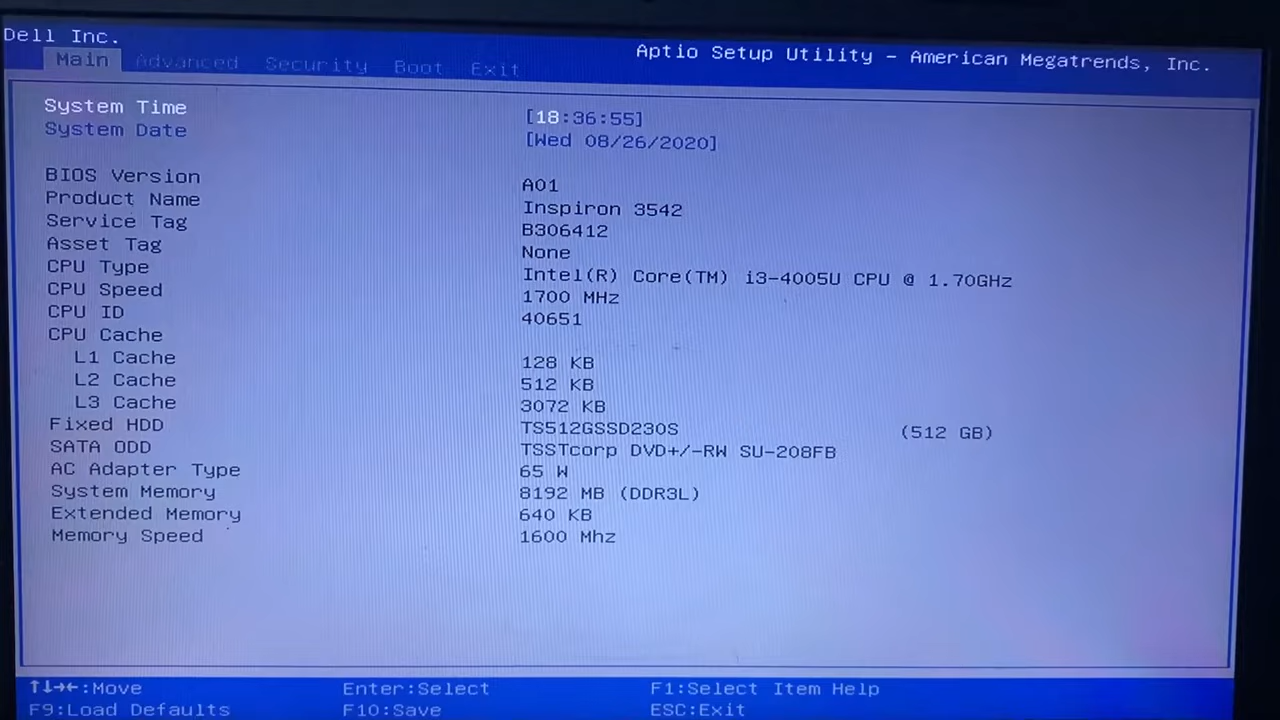 Dell Inc.
Aptio Setup Utility – American Megatrends, Inc.
Main Advanced Security Boot Exit
System Time [18:36:55]
System Date [Wed 08/26/2020]
BIOS Version A01
Product Name Inspiron 3542
Service Tag B306412
Asset Tag None
CPU Type Intel(R) Core(TM) i3-4005U CPU @ 1.70GHz
CPU Speed 1700 MHz
CPU ID 40651
CPU Cache
L1 Cache 128 KB
L2 Cache 512 KB
L3 Cache 3072 KB
Fixed HDD TS512GSSD230S (512 GB)
SATA ODD TSSTcorp DVD+/-RW SU-208FB
AC Adapter Type 65 W
System Memory 8192 MB (DDR3L)
Extended Memory 640 KB
Memory Speed 1600 Mhz
↑↓→←:Move Enter:Select F1:Select Item Help
F9:Load Defaults F10:Save ESC:Exit